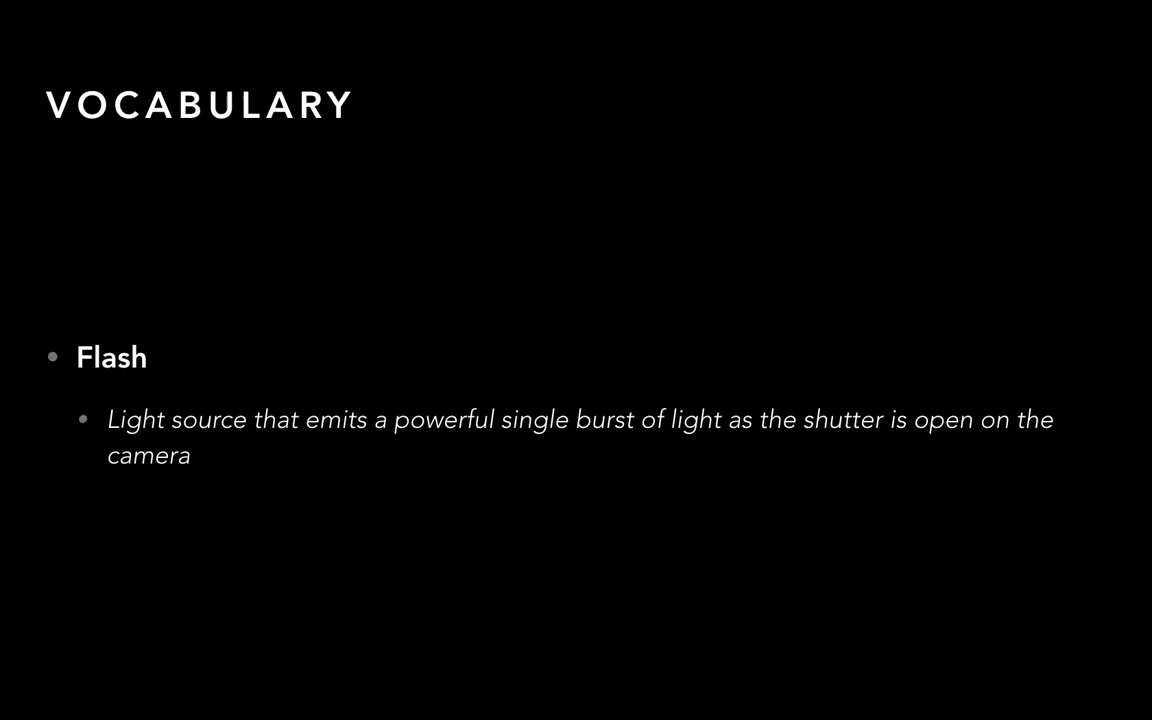 VOCABULARY
• Flash
• Light source that emits a powerful single burst of light as the shutter is open on the
camera